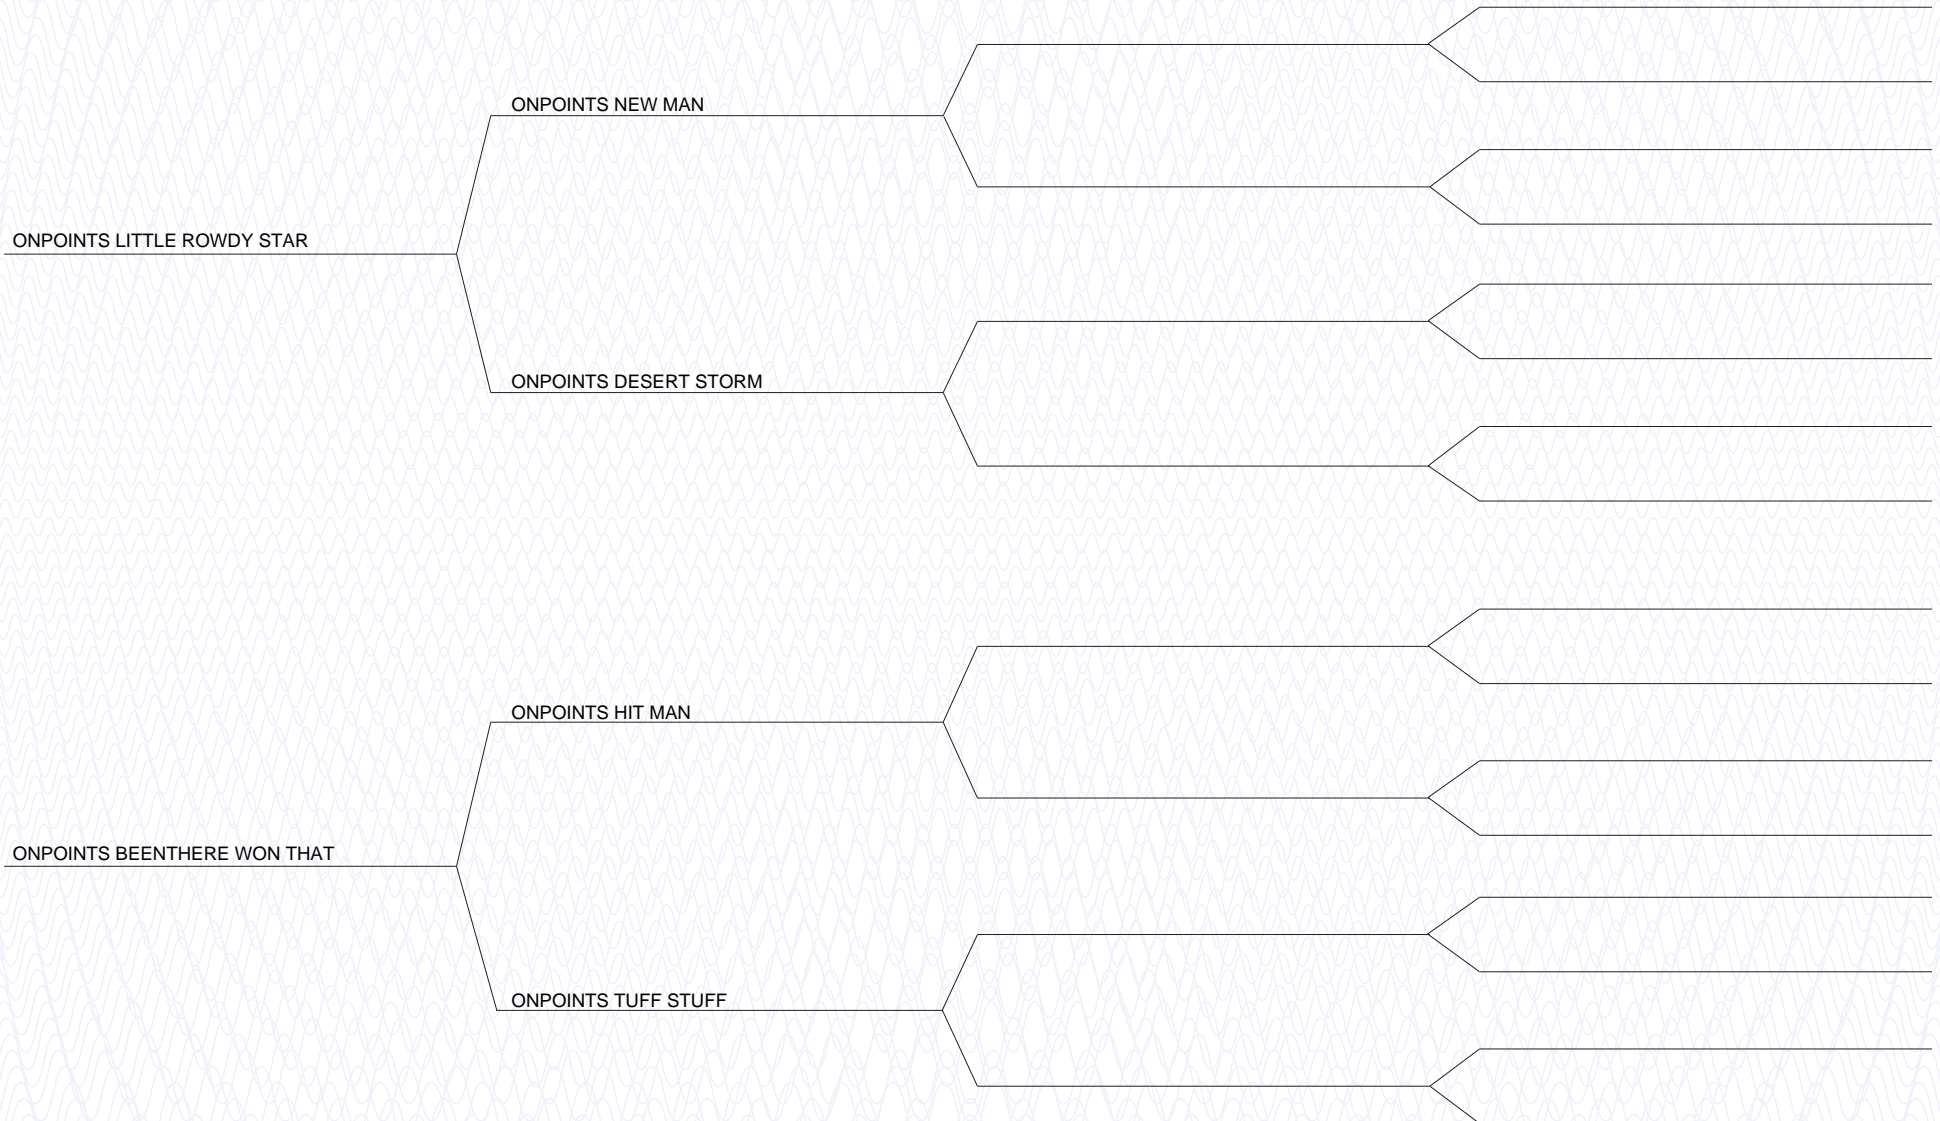 ONPOINTS NEW MAN
ONPOINTS LITTLE ROWDY STAR
ONPOINTS DESERT STORM
ONPOINTS HIT MAN
ONPOINTS BEENTHERE WON THAT
ONPOINTS TUFF STUFF